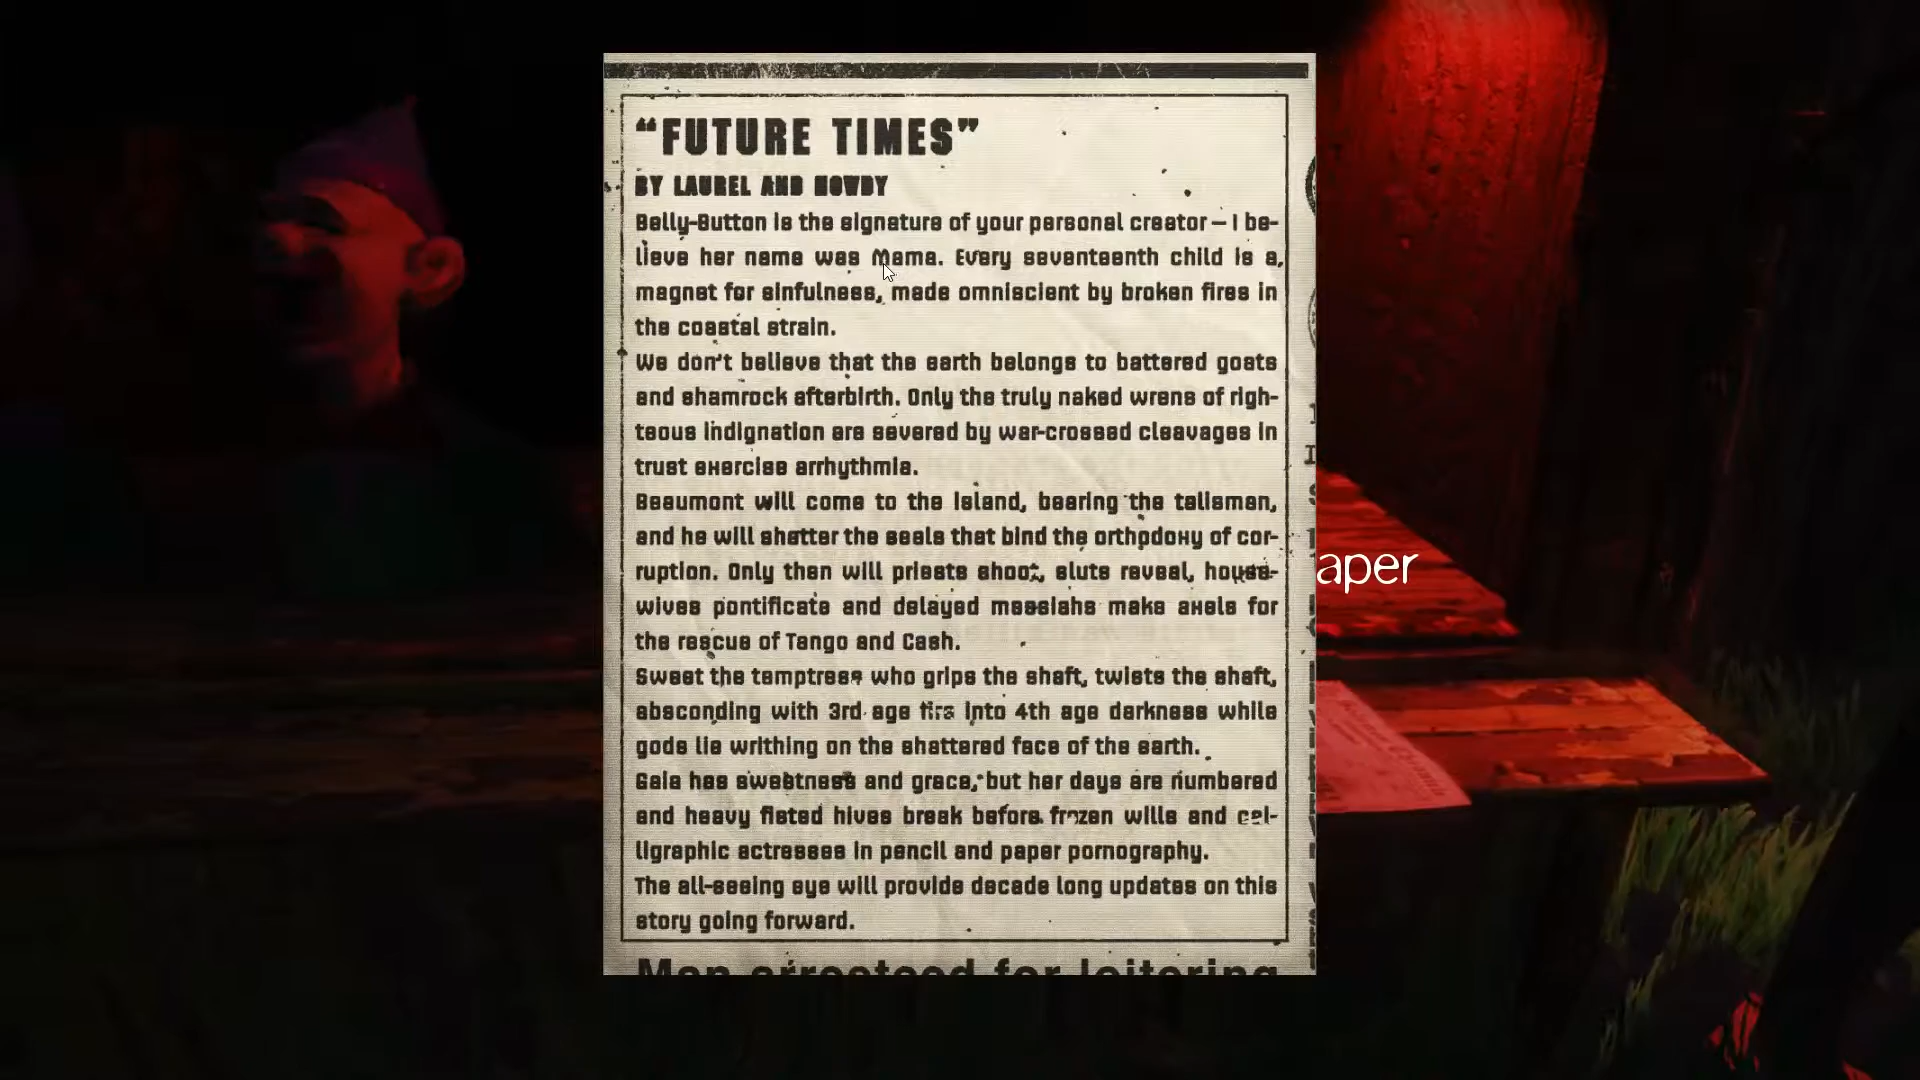 “FUTURE TIMES”
BY LAUREL AND HOWDY
Belly-Button is the signature of your personal creator – I be-
lieve her name was Mama. Every seventeenth child is a
magnet for sinfulness, made omniscient by broken fires in
the coastal strain.
We don't believe that the earth belongs to battered goats
and shamrock afterbirth. Only the truly naked wrens of righ-
teous indignation are severed by war-crossed cleavages in
trust exercise arrhythmia.
Beaumont will come to the island, bearing the talisman,
and he will shatter the seals that bind the orthodoxy of cor-
ruption. Only then will priests shoot, sluts reveal, house-
wives pontificate and delayed messiahs make axels for
the rescue of Tango and Cash.
Sweet the temptress who grips the shaft, twists the shaft,
absconding with 3rd age fire into 4th age darkness while
gods lie writhing on the shattered face of the earth.
Gaia has sweetness and grace, but her days are numbered
and heavy fisted hives break before frozen wills and cal-
ligraphic actresses in pencil and paper pornography.
The all-seeing eye will provide decade long updates on this
story going forward.
Man arresteed for loitering
aper